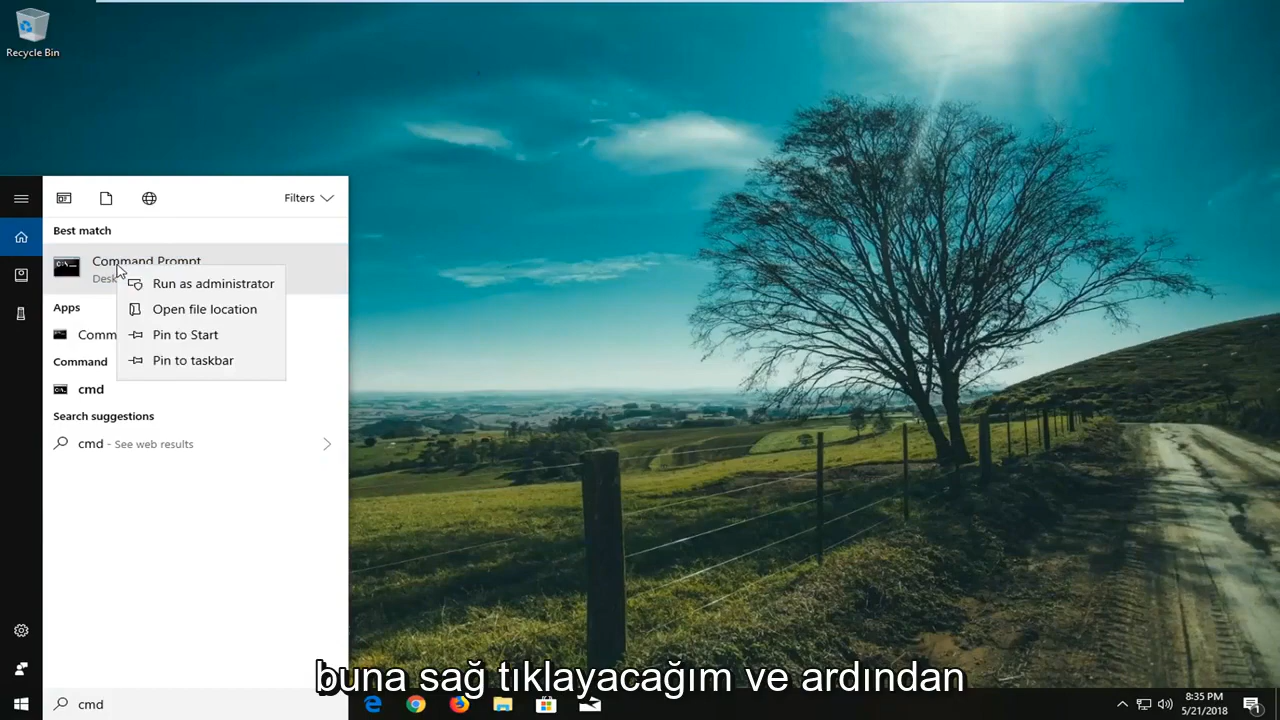 Recycle Bin
Filters
Best match
Command Prompt
Desk
Run as administrator
Apps
Open file location
Comm
Pin to Start
Command
Pin to taskbar
cmd
Search suggestions
cmd - See web results
buna sağ tıklayacağım ve ardından
cmd
8:35 PM
5/21/2018